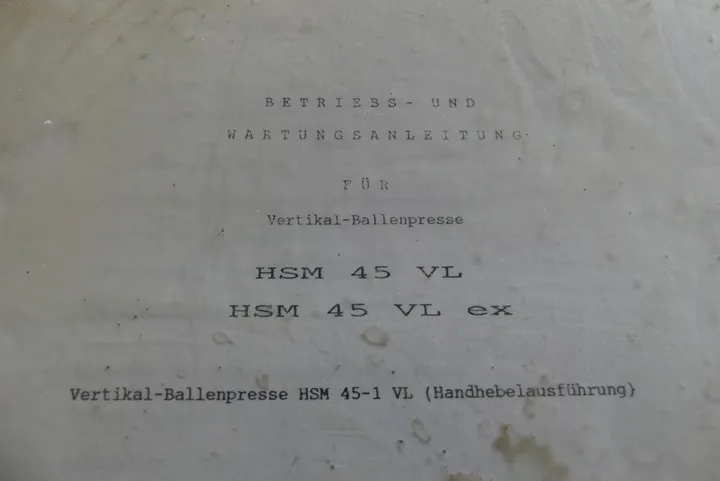 BETRIEBS- UND
WARTUNGSANLEITUNG
FÜR
Vertikal-Ballenpresse
HSM 45 VL
HSM 45 VL ex
Vertikal-Ballenpresse HSM 45-1 VL (Handhebelausführung)